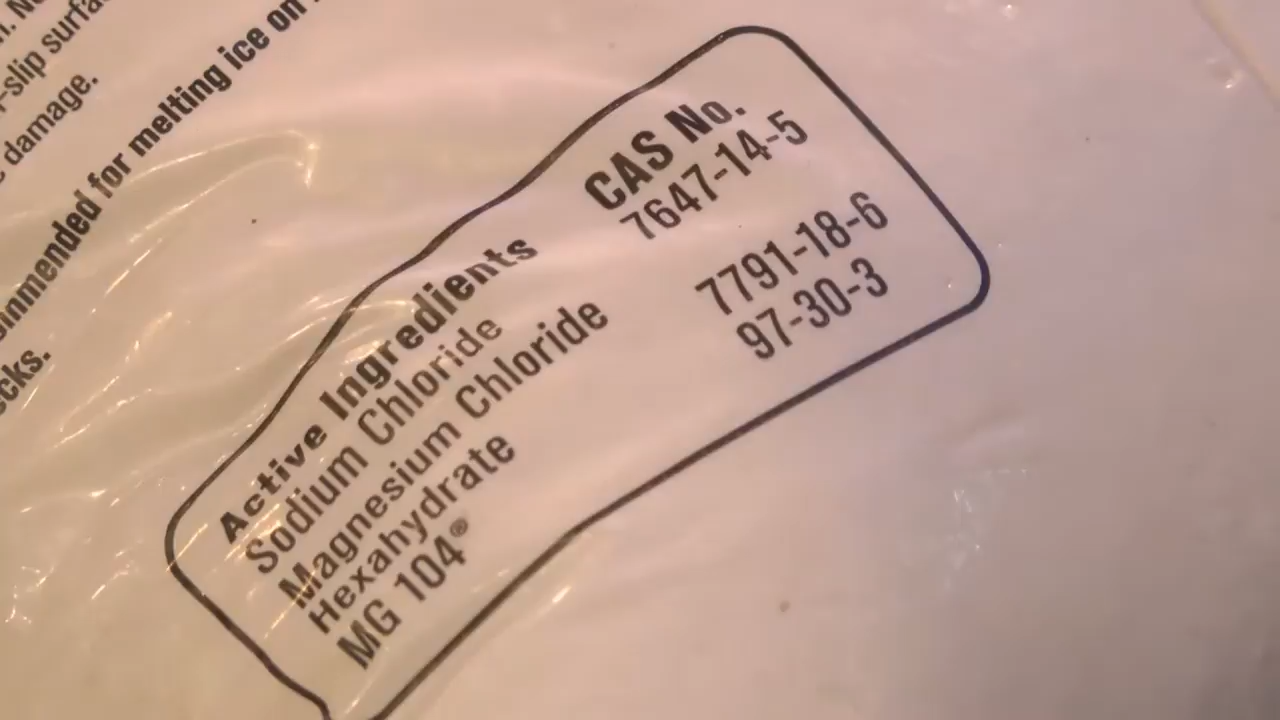 -slip surfa
damage.
mmended for melting ice on
cks.
Active Ingredients CAS No.
Sodium Chloride 7647-14-5
Magnesium Chloride
Hexahydrate 7791-18-6
MG 104® 97-30-3